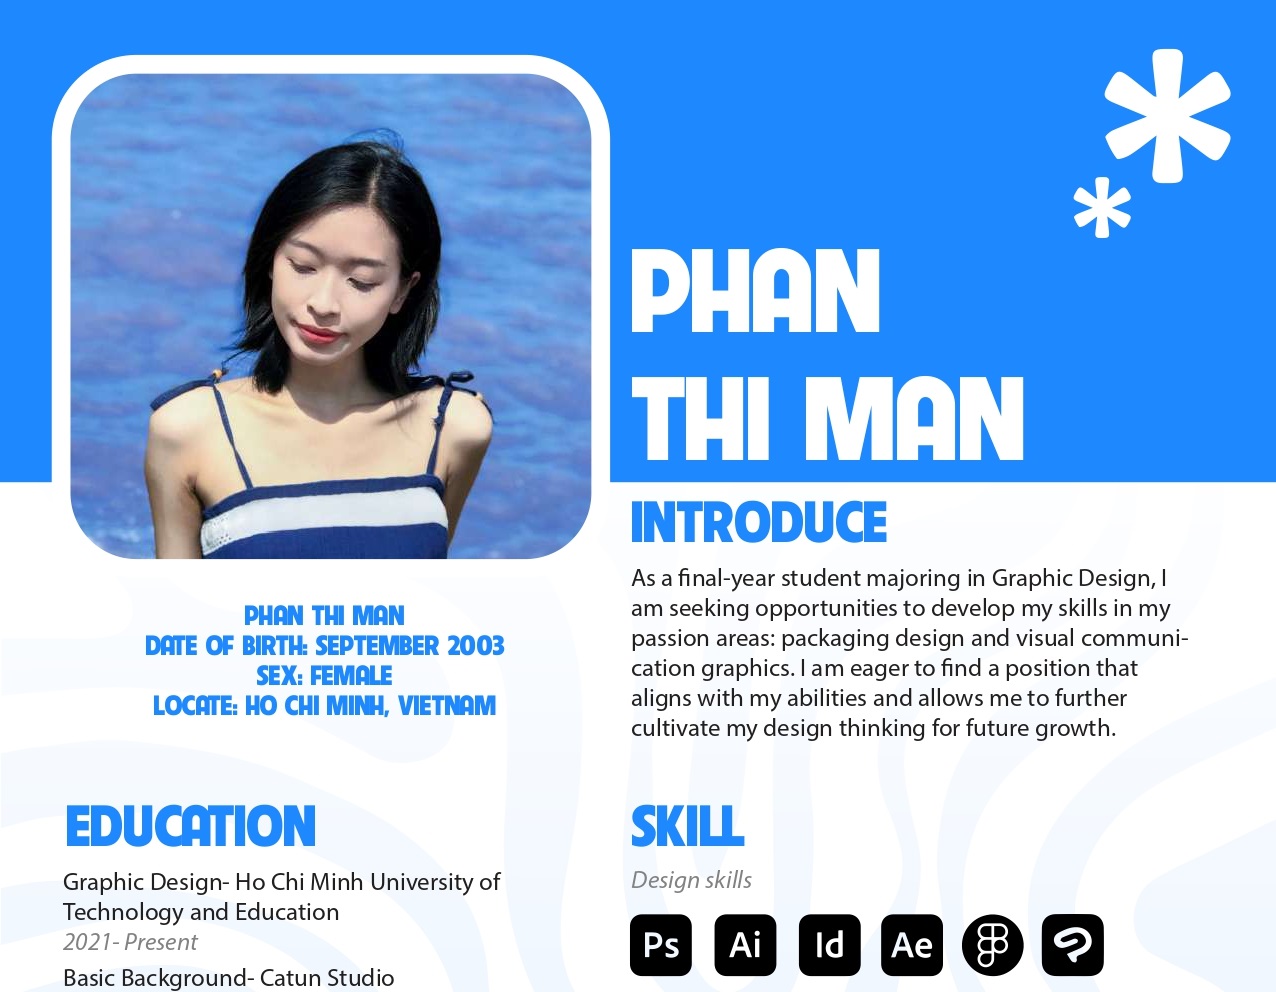 PHAN
THI MAN
INTRODUCE
As a final-year student majoring in Graphic Design, I
am seeking opportunities to develop my skills in my
passion areas: packaging design and visual communi-
cation graphics. I am eager to find a position that
aligns with my abilities and allows me to further
cultivate my design thinking for future growth.
PHAN THI MAN
DATE OF BIRTH: SEPTEMBER 2003
SEX: FEMALE
LOCATE: HO CHI MINH, VIETNAM
EDUCATION
Graphic Design- Ho Chi Minh University of
Technology and Education
2021- Present
Basic Background- Catun Studio
SKILL
Design skills
Ps Ai Id Ae